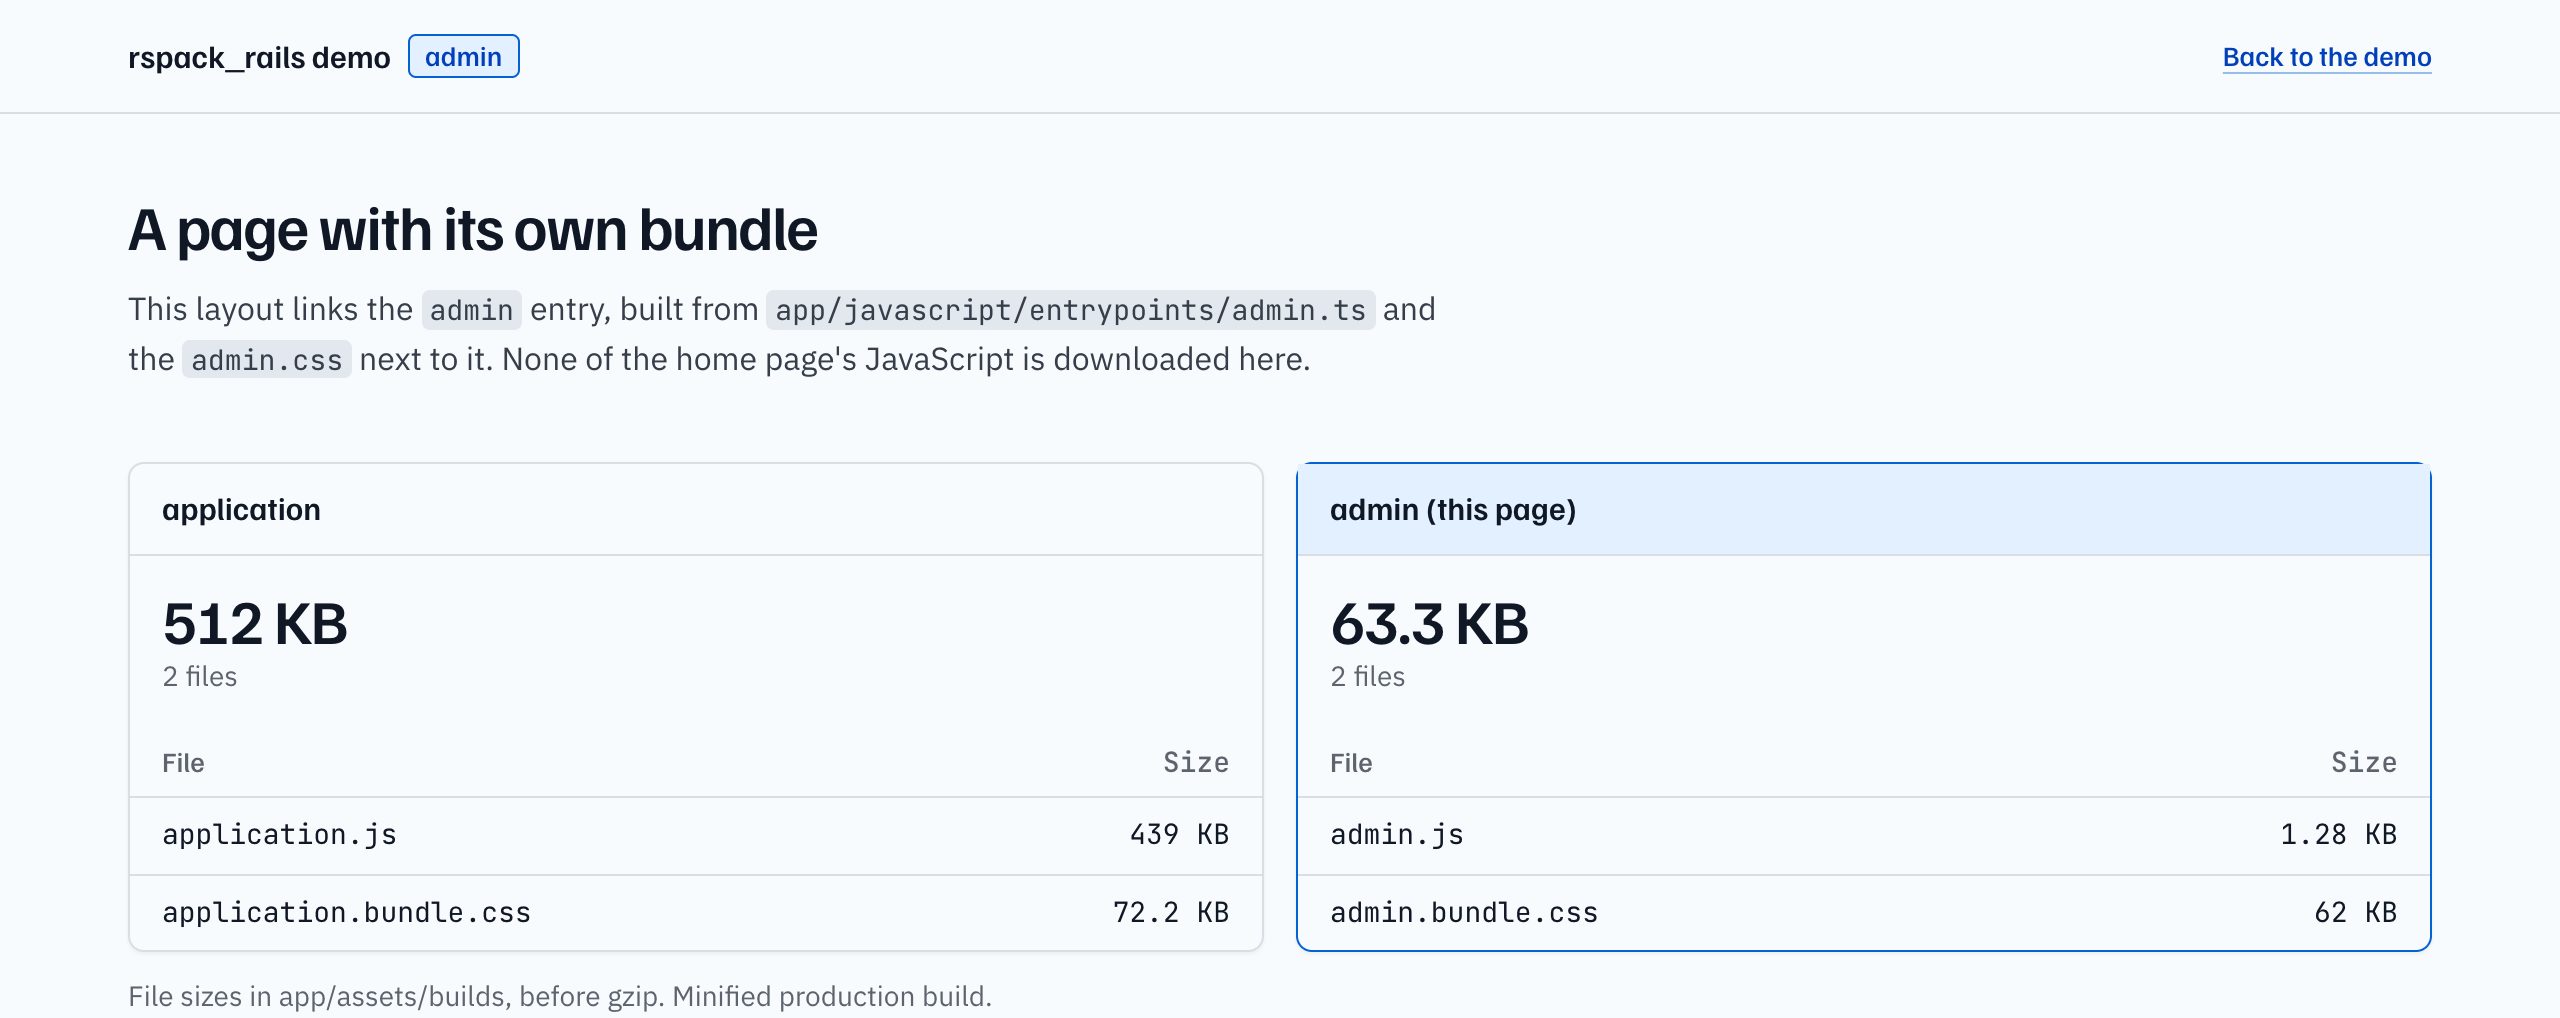 rspack_rails demo admin Back to the demo
A page with its own bundle
This layout links the admin entry, built from app/javascript/entrypoints/admin.ts and
the admin.css next to it. None of the home page's JavaScript is downloaded here.
application
512 KB
2 files
File Size
application.js 439 KB
application.bundle.css 72.2 KB
admin (this page)
63.3 KB
2 files
File Size
admin.js 1.28 KB
admin.bundle.css 62 KB
File sizes in app/assets/builds, before gzip. Minified production build.